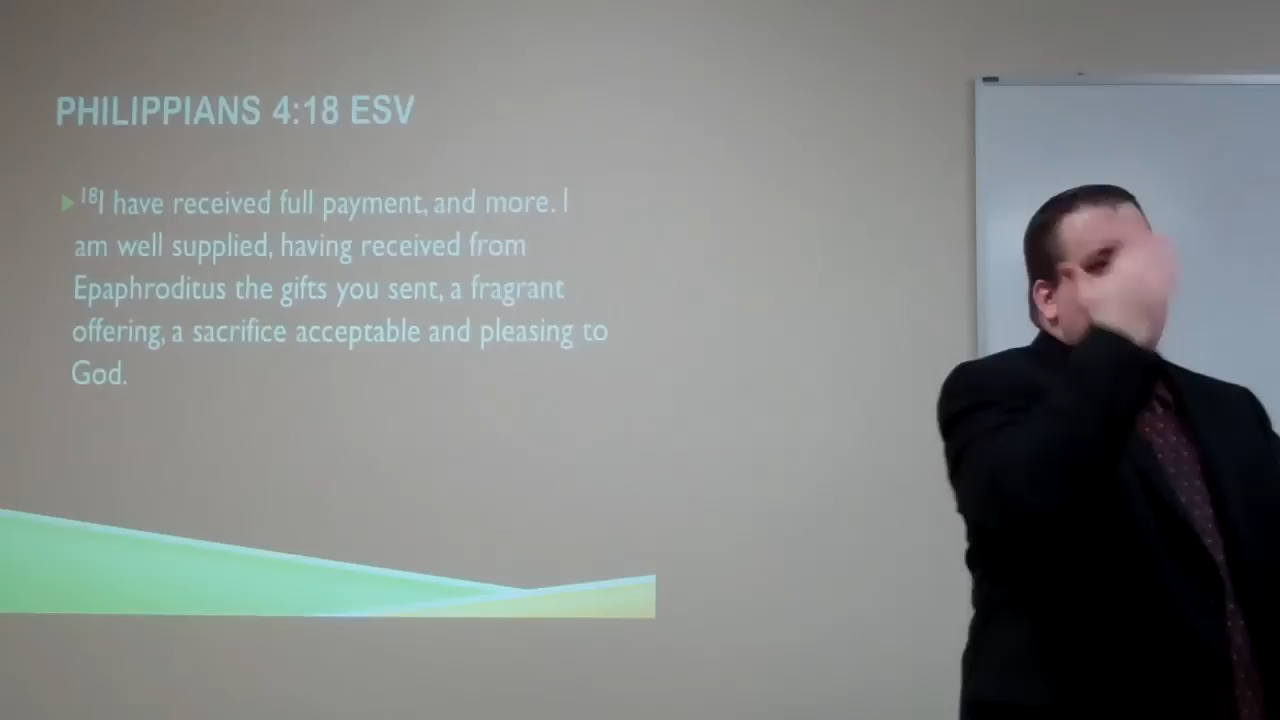 PHILIPPIANS 4:18 ESV
18I have received full payment, and more. I
am well supplied, having received from
Epaphroditus the gifts you sent, a fragrant
offering, a sacrifice acceptable and pleasing to
God.